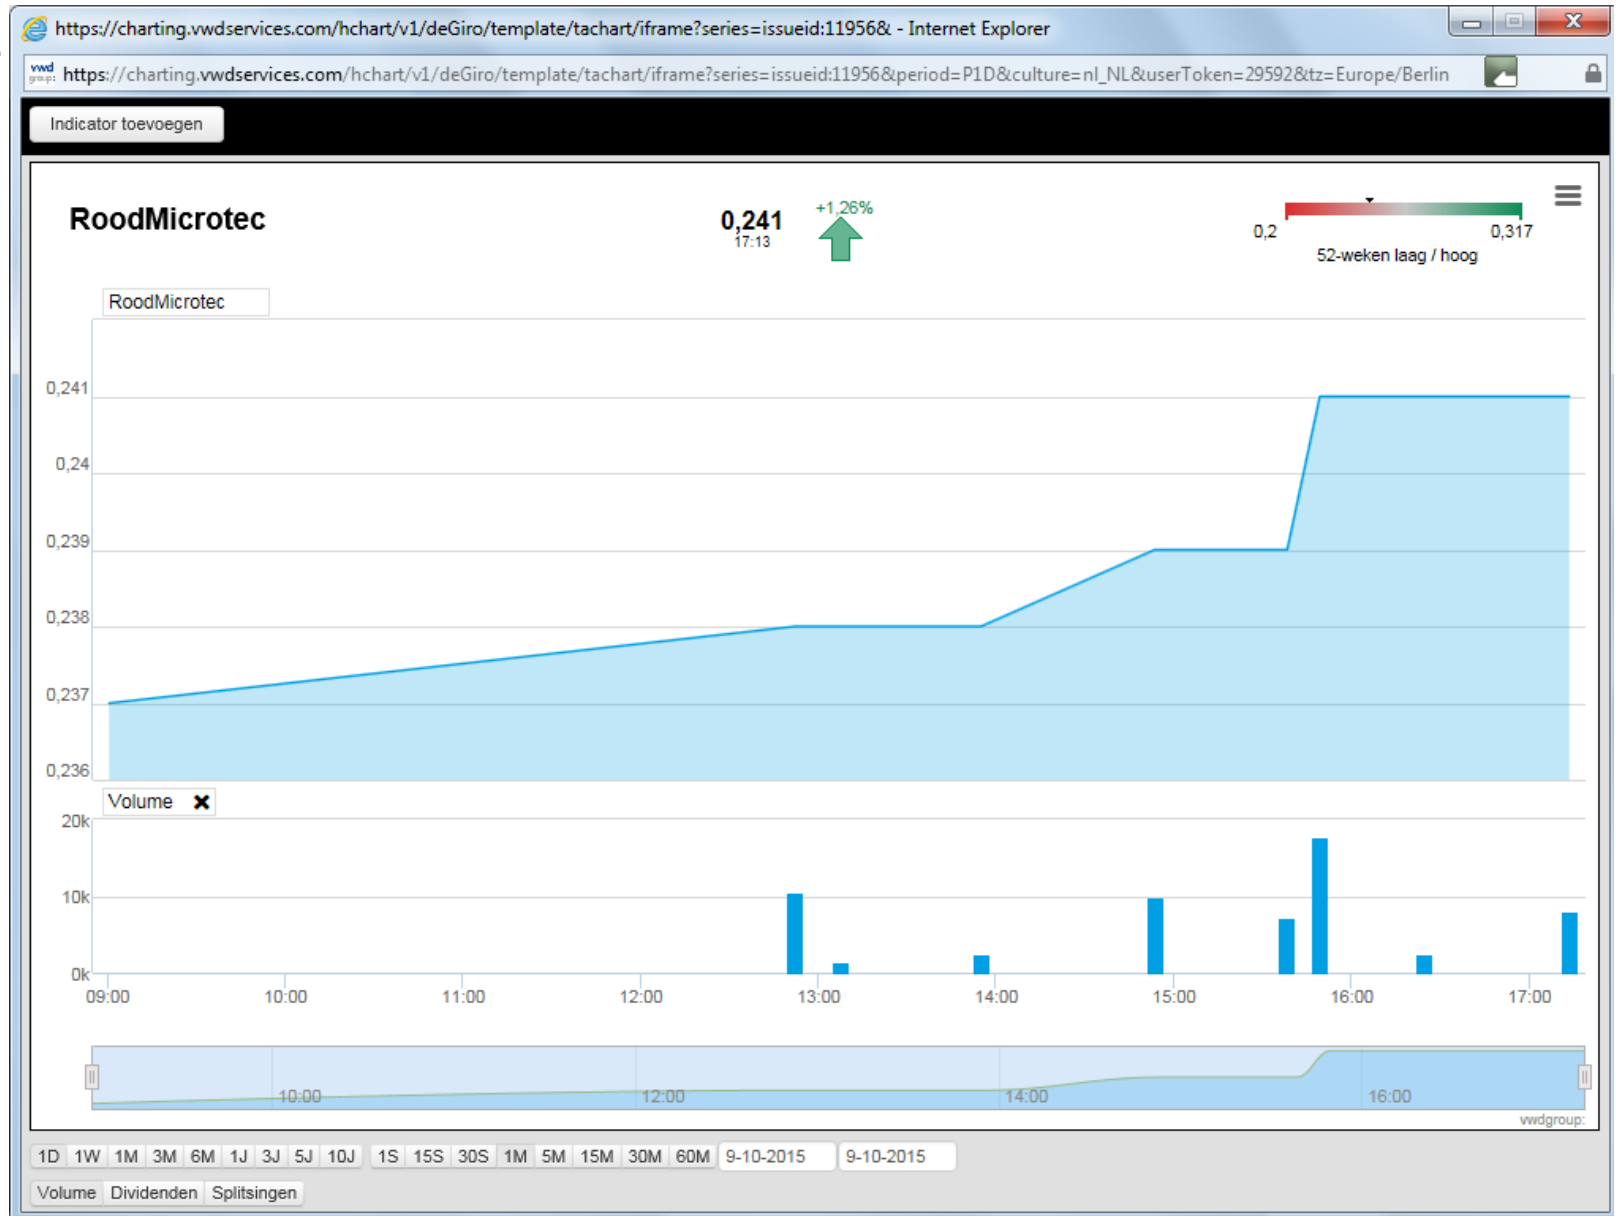 https://charting.vwdservices.com/hchart/v1/deGiro/template/tachart/iframe?series=issueid:11956& - Internet Explorer
vwd group: https://charting.vwdservices.com/hchart/v1/deGiro/template/tachart/iframe?series=issueid:11956&period=P1D&culture=nl_NL&userToken=29592&tz=Europe/Berlin
Indicator toevoegen
RoodMicrotec
0,241
17:13
+1,26%
0,2 0,317
52-weken laag / hoog
RoodMicrotec
0,241
0,24
0,239
0,238
0,237
0,236
Volume
20k
10k
0k
09:00 10:00 11:00 12:00 13:00 14:00 15:00 16:00 17:00
10:00 12:00 14:00 16:00
vwdgroup:
1D 1W 1M 3M 6M 1J 3J 5J 10J 1S 15S 30S 1M 5M 15M 30M 60M 9-10-2015 9-10-2015
Volume Dividenden Splitsingen